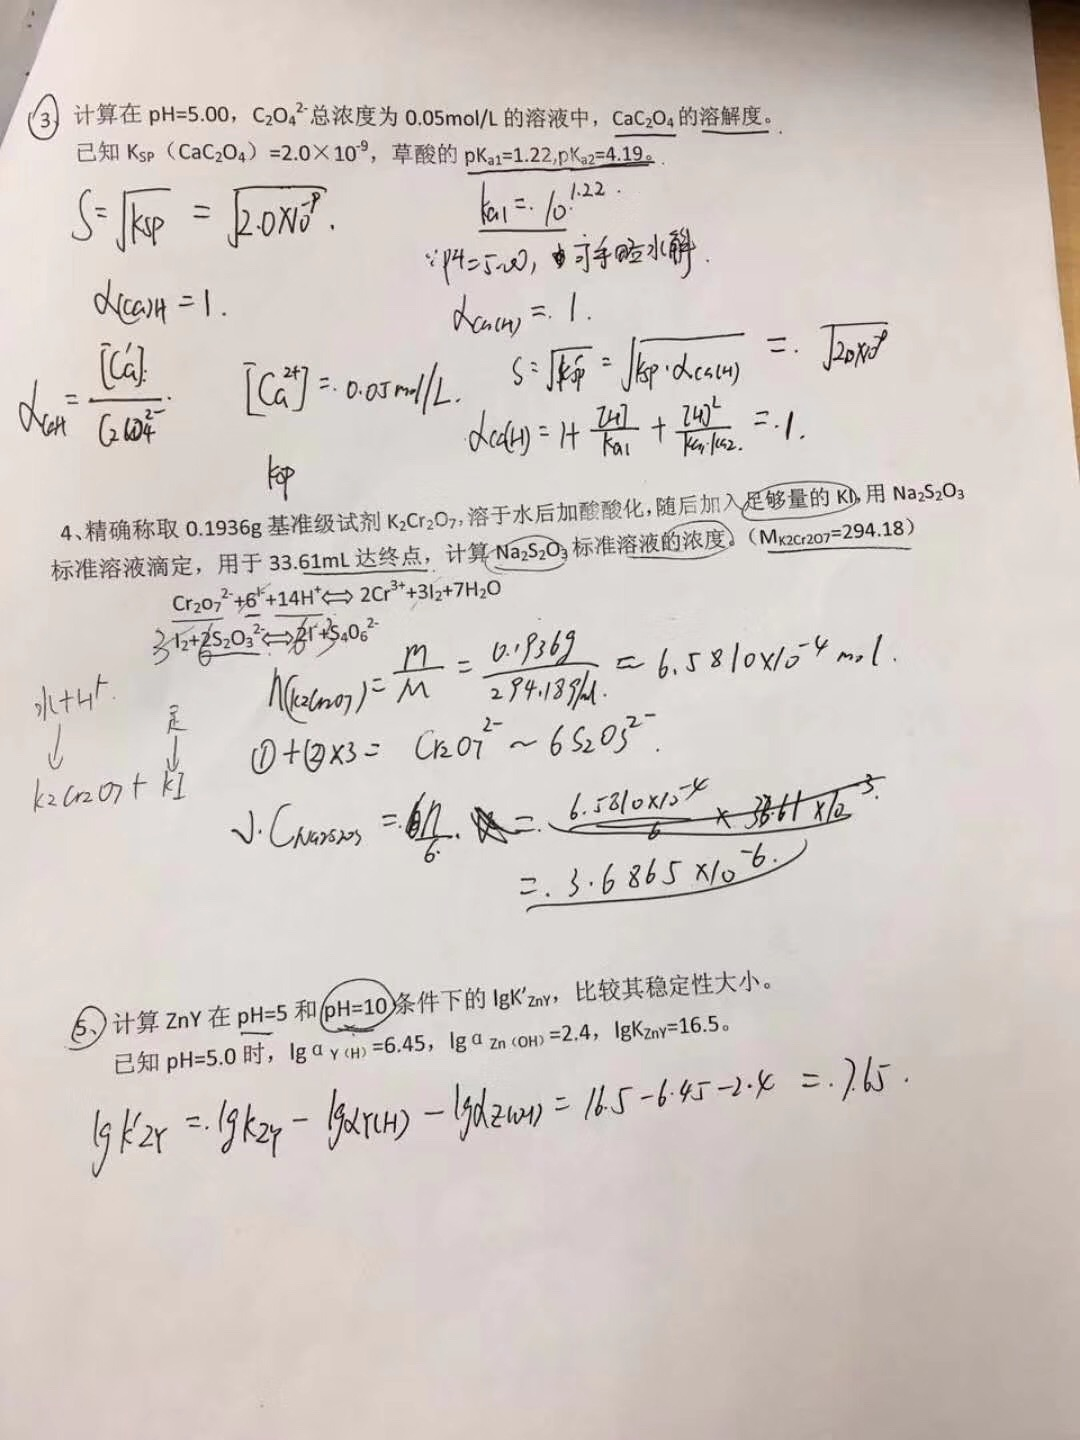 ③ 计算在 pH=5.00，C₂O₄²⁻总浓度为 0.05mol/L 的溶液中，CaC₂O₄的溶解度。
已知 KSP（CaC₂O₄）=2.0×10⁻⁹，草酸的 pKa1=1.22,pKa2=4.19。
S=√Ksp = √2.0×10⁻⁹.
ka1 =. 10^1.22.
∵PH=5.00,
α(Ca)H =1.
αCa(H) =. 1.
S=√K'sp = √Ksp·αCa(H) =. √2.0×10⁻⁹
[Ca']
[Ca²⁺]=.0.05mol/L.
αCa(H) = 1+ [H]/Ka1 + [H]²/Ka1·Ka2. =.1.
Ksp
4、精确称取 0.1936g 基准级试剂 K₂Cr₂O₇,溶于水后加酸酸化,随后加入足够量的 KI,用 Na₂S₂O₃
标准溶液滴定，用于 33.61mL 达终点，计算 Na₂S₂O₃ 标准溶液的浓度。（MK2Cr2O7=294.18）
Cr₂o₇²⁻+6I⁻+14H⁺⇔ 2Cr³⁺+3I₂+7H₂O
I₂+2S₂O₃²⁻⇔2I⁻+S₄O₆²⁻
n(K2Cr2O7)= m/M = 0.1936g/294.18g/mol. = 6.5810×10⁻⁴ mol.
水+H⁺.
足
↓ ↓
K₂Cr₂O₇ + KI
①+②×3 = Cr₂O₇²⁻ ~ 6S₂O₃²⁻.
CNa2S2O3 =. 6n/6. =. 6.5810×10⁻⁴/6 × 33.61 ×10⁻³.
=. 3.6865 ×10⁻⁶.
5、计算 ZnY 在 pH=5 和 pH=10 条件下的 lgK′ZnY，比较其稳定性大小。
已知 pH=5.0 时，lgαY（H）=6.45，lgαZn（OH）=2.4，lgKZnY=16.5。
lgK'ZY =. lgKZY - lgαY(H) - lgαZ(OH) = 16.5-6.45-2.4 =.7.65.